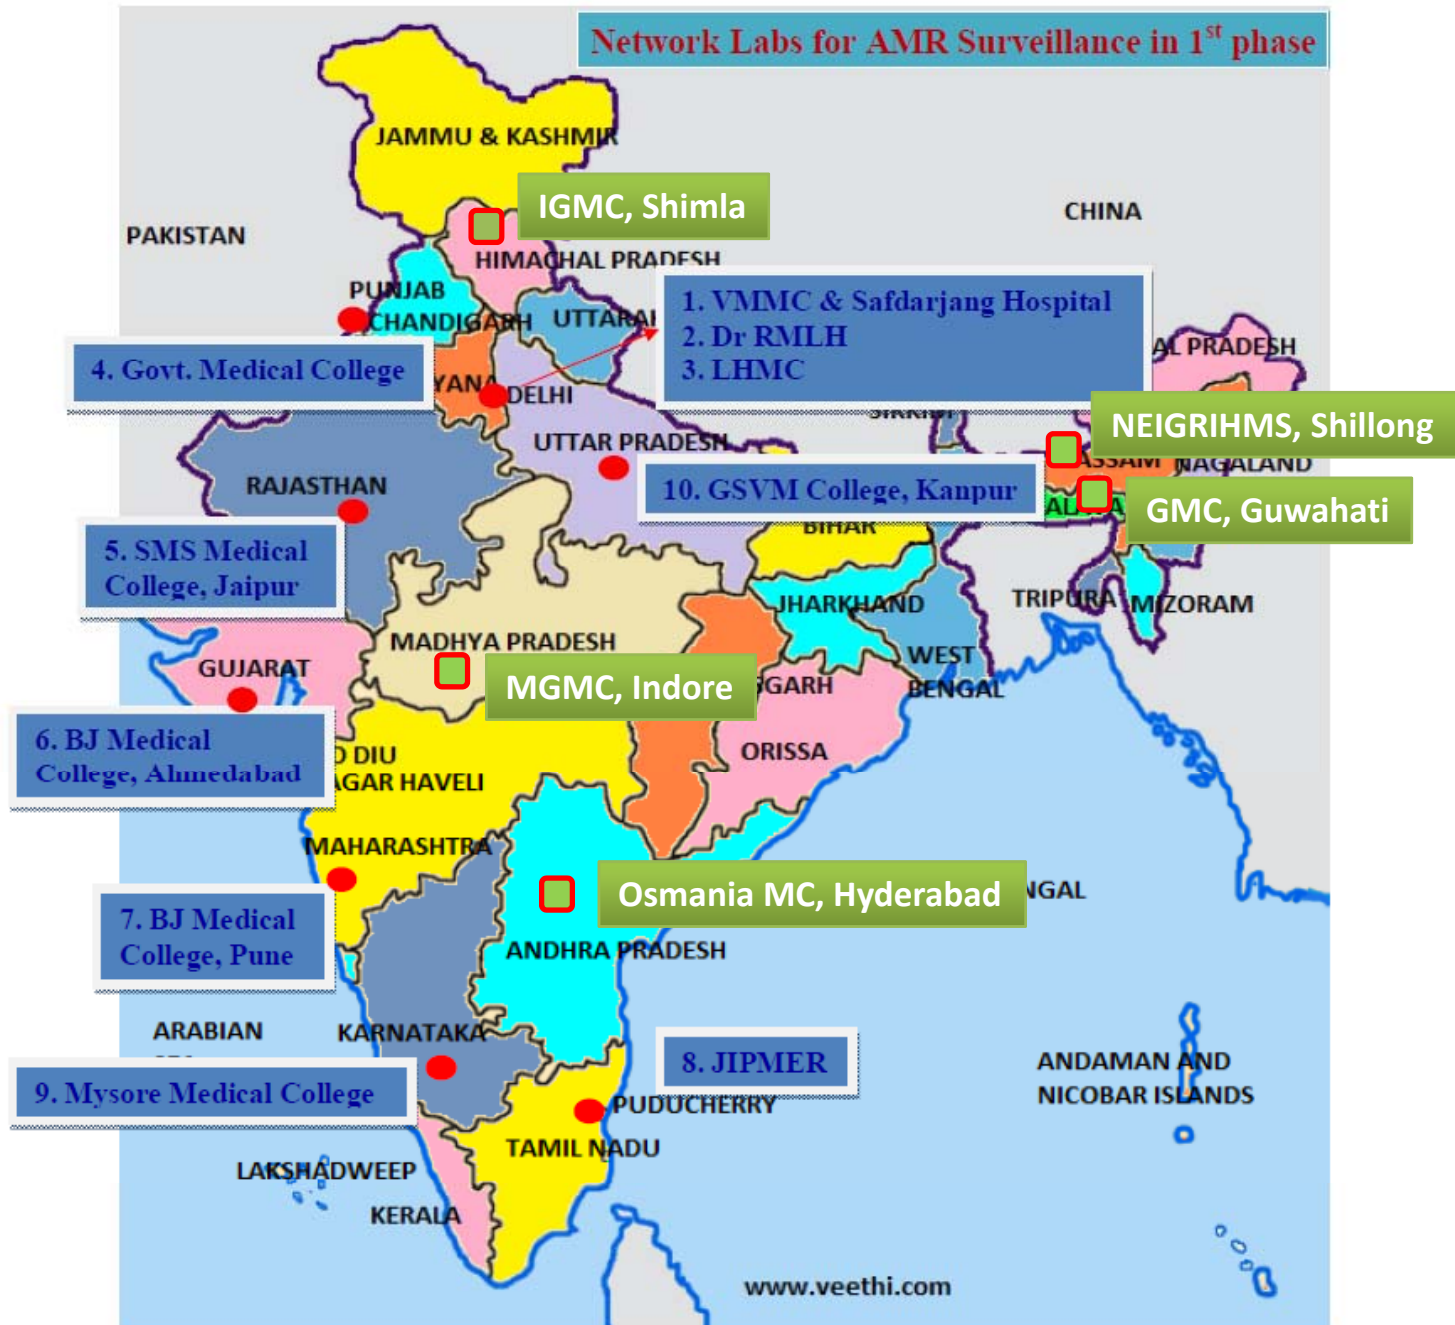 Network Labs for AMR Surveillance in 1st phase
JAMMU & KASHMIR
IGMC, Shimla
CHINA
PAKISTAN
HIMACHAL PRADESH
PUNJAB
CHANDIGARH
1. VMMC & Safdarjang Hospital
2. Dr RMLH
3. LHMC
AL PRADESH
4. Govt. Medical College
YANA
DELHI
NEIGRIHMS, Shillong
UTTAR PRADESH
ASSAM
NAGALAND
RAJASTHAN
10. GSVM College, Kanpur
GMC, Guwahati
BIHAR
5. SMS Medical
College, Jaipur
JHARKHAND
TRIPURA
MIZORAM
MADHYA PRADESH
WEST
BENGAL
GUJARAT
MGMC, Indore
GARH
6. BJ Medical
College, Ahmedabad
D DIU
AGAR HAVELI
ORISSA
MAHARASHTRA
Osmania MC, Hyderabad
NGAL
7. BJ Medical
College, Pune
ANDHRA PRADESH
ARABIAN
KARNATAKA
8. JIPMER
ANDAMAN AND
NICOBAR ISLANDS
9. Mysore Medical College
PUDUCHERRY
TAMIL NADU
LAKSHADWEEP
KERALA
www.veethi.com